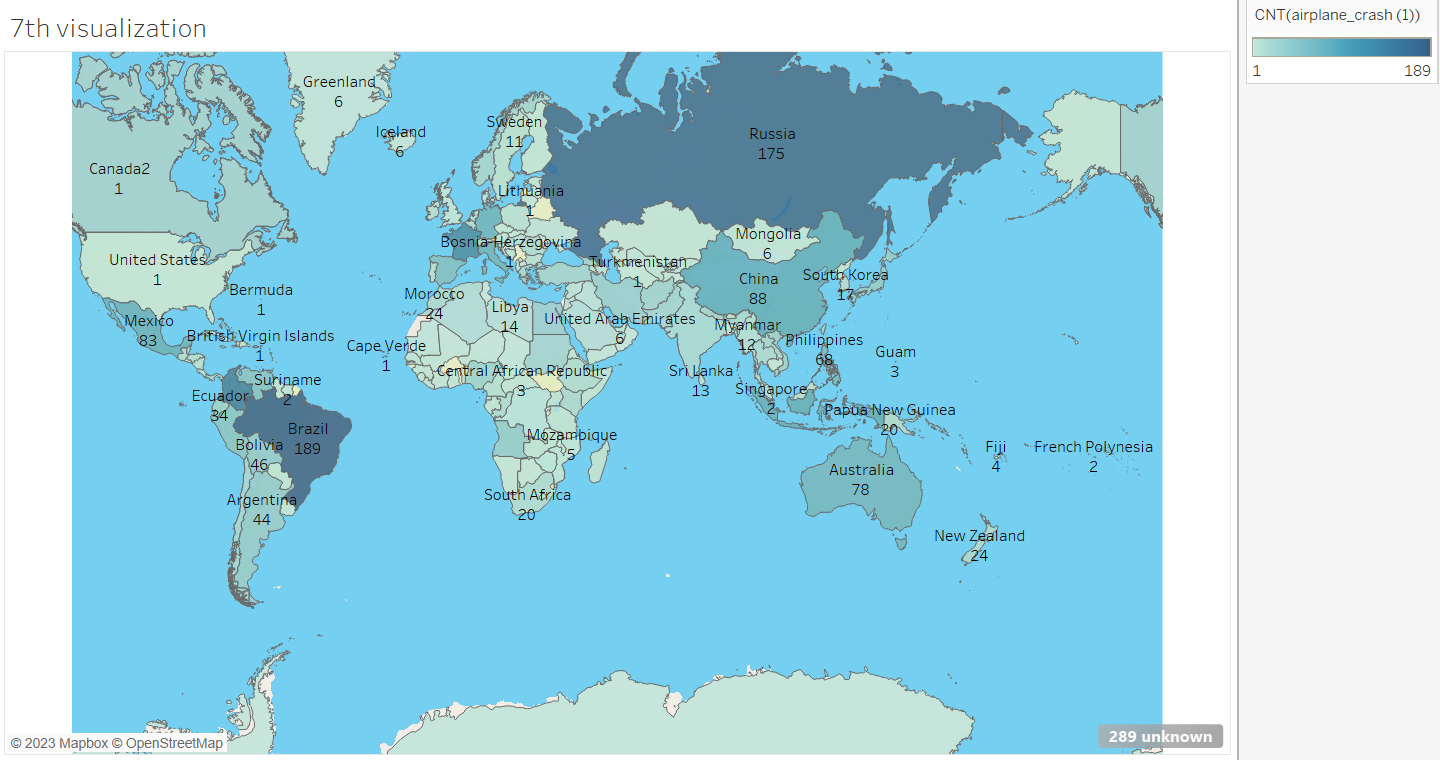 7th visualization
CNT(airplane_crash (1))
1
189
Greenland
6
Iceland
6
Sweden
11
Russia
175
Canada2
1
Lithuania
1
Bosnia-Herzegovina
1
Mongolia
6
United States
1
Turkmenistan
1
China
88
South Korea
17
Bermuda
1
Morocco
24
Libya
14
United Arab Emirates
6
Myanmar
12
Mexico
83
British Virgin Islands
1
Cape Verde
1
Philippines
68
Guam
3
Central African Republic
3
Sri Lanka
13
Suriname
2
Singapore
2
Ecuador
34
Papua New Guinea
20
Brazil
189
Mozambique
5
Bolivia
46
Fiji
4
French Polynesia
2
Australia
78
South Africa
20
Argentina
44
New Zealand
24
289 unknown
© 2023 Mapbox © OpenStreetMap